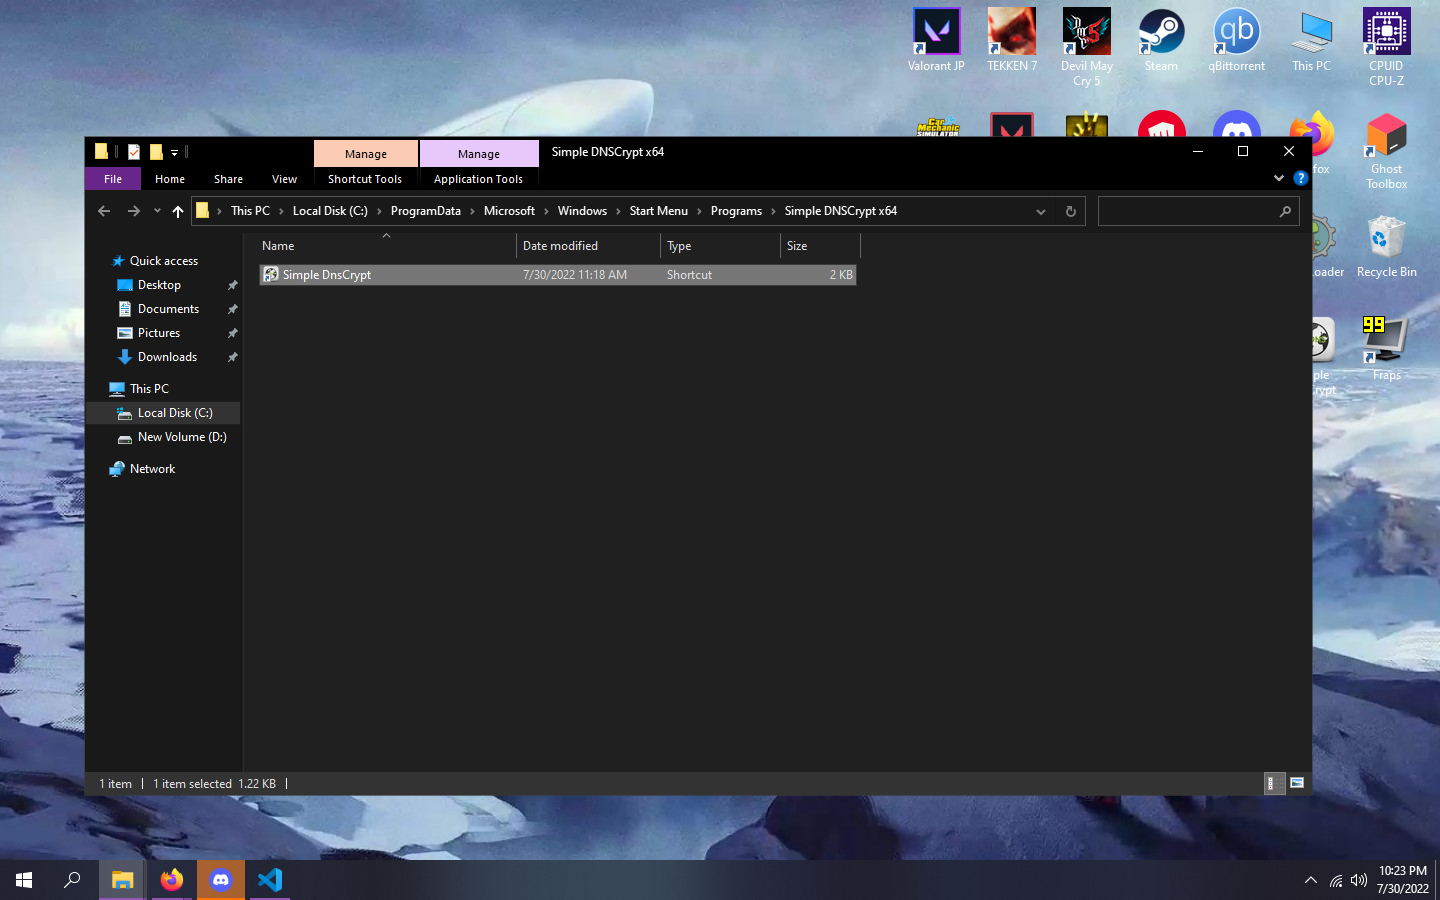 Valorant JP
TEKKEN 7
Devil May
Cry 5
Steam
qBittorrent
This PC
CPUID
CPU-Z
Car
Mechanic
SIMULATOR
Ghost
Toolbox
fox
oader
Recycle Bin
99
ple
rypt
Fraps
Manage
Manage
Simple DNSCrypt x64
File
Home
Share
View
Shortcut Tools
Application Tools
This PC
Local Disk (C:)
ProgramData
Microsoft
Windows
Start Menu
Programs
Simple DNSCrypt x64
Name
Date modified
Type
Size
Simple DnsCrypt
7/30/2022 11:18 AM
Shortcut
2 KB
Quick access
Desktop
Documents
Pictures
Downloads
This PC
Local Disk (C:)
New Volume (D:)
Network
1 item
1 item selected 1.22 KB
10:23 PM
7/30/2022